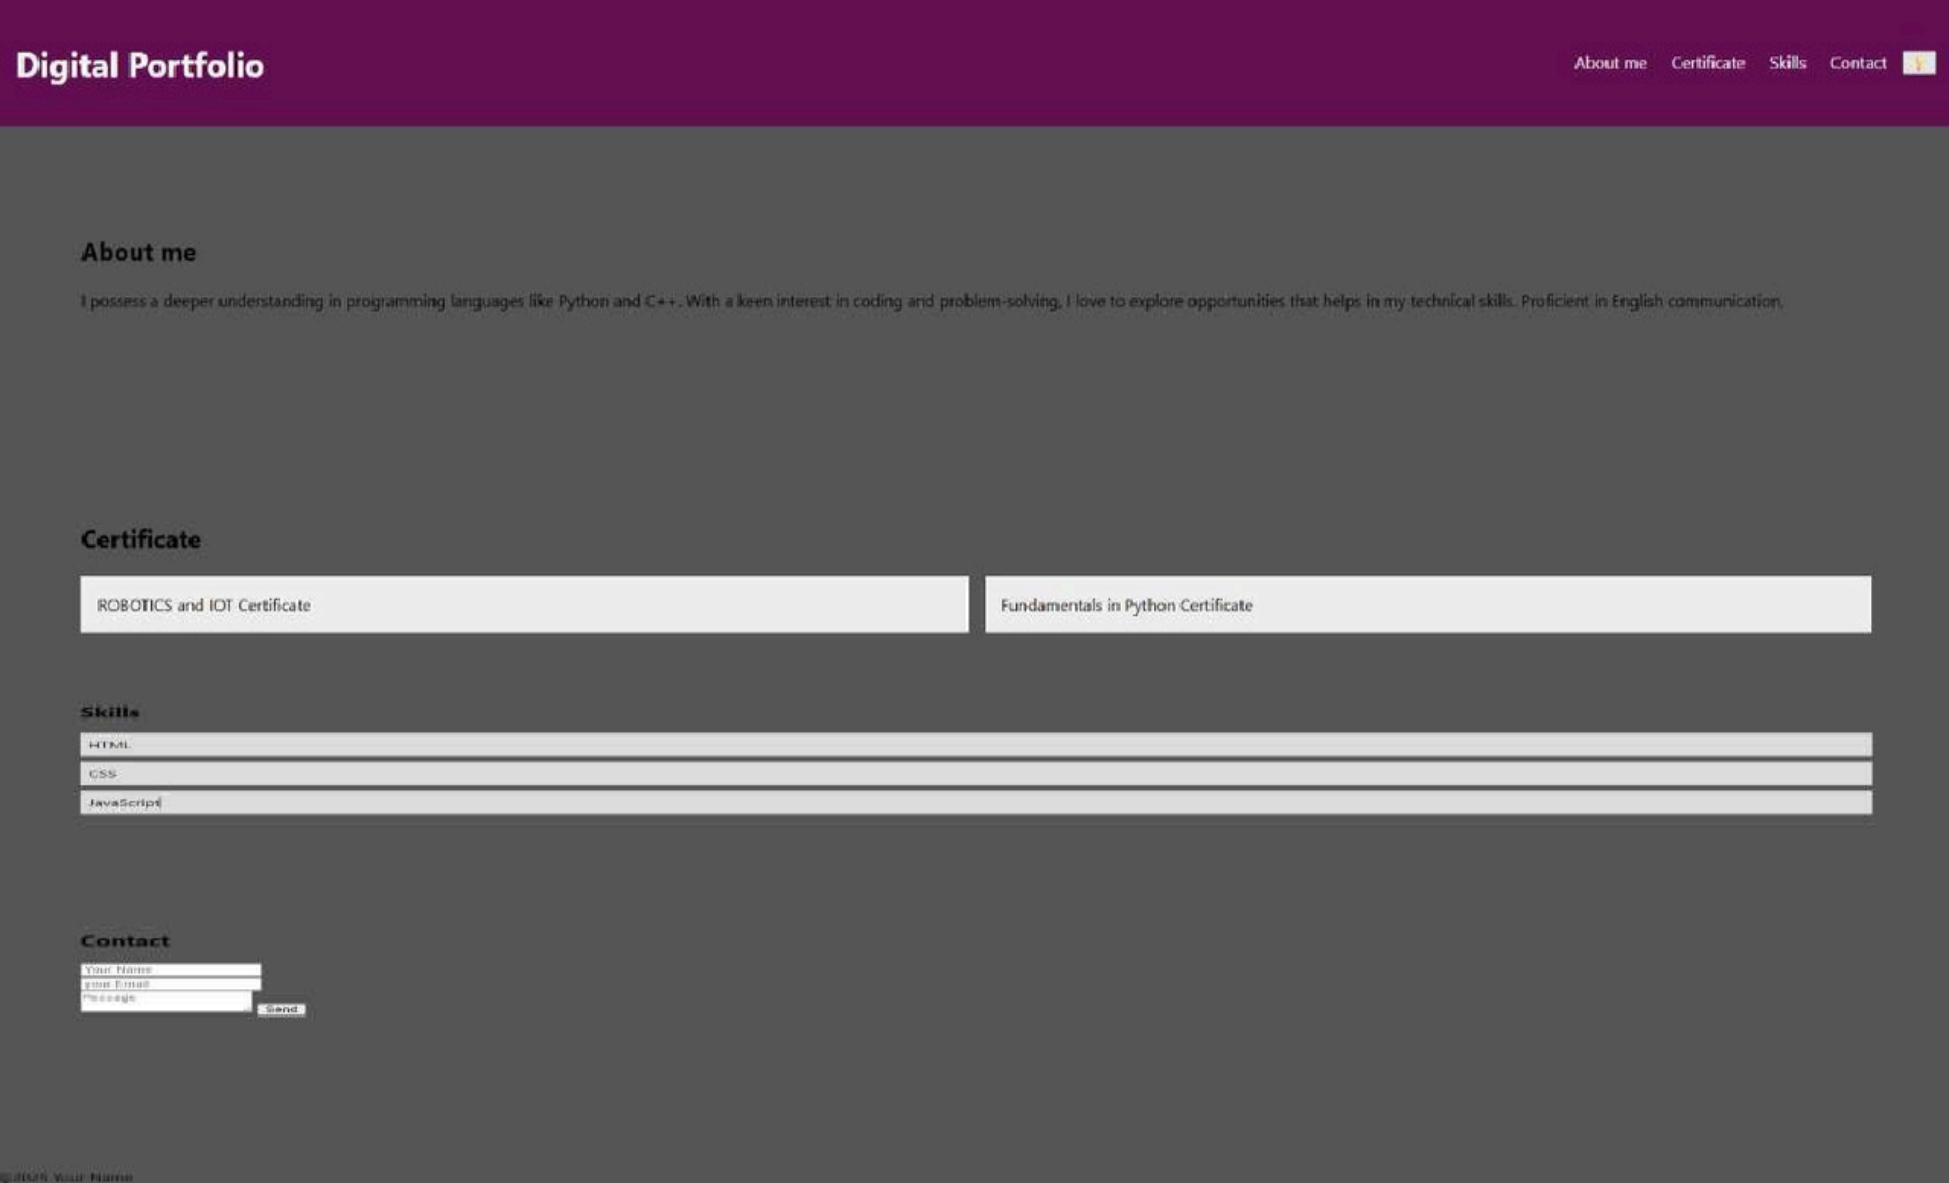 Digital Portfolio
About me Certificate Skills Contact
About me
I possess a deeper understanding in programming languages like Python and C++. With a keen interest in coding and problem-solving, I love to explore opportunities that helps in my technical skills. Proficient in English communication.
Certificate
ROBOTICS and IOT Certificate Fundamentals in Python Certificate
Skills
HTML
CSS
JavaScript
Contact
Your Name
your Email
Message
Send
Your Name